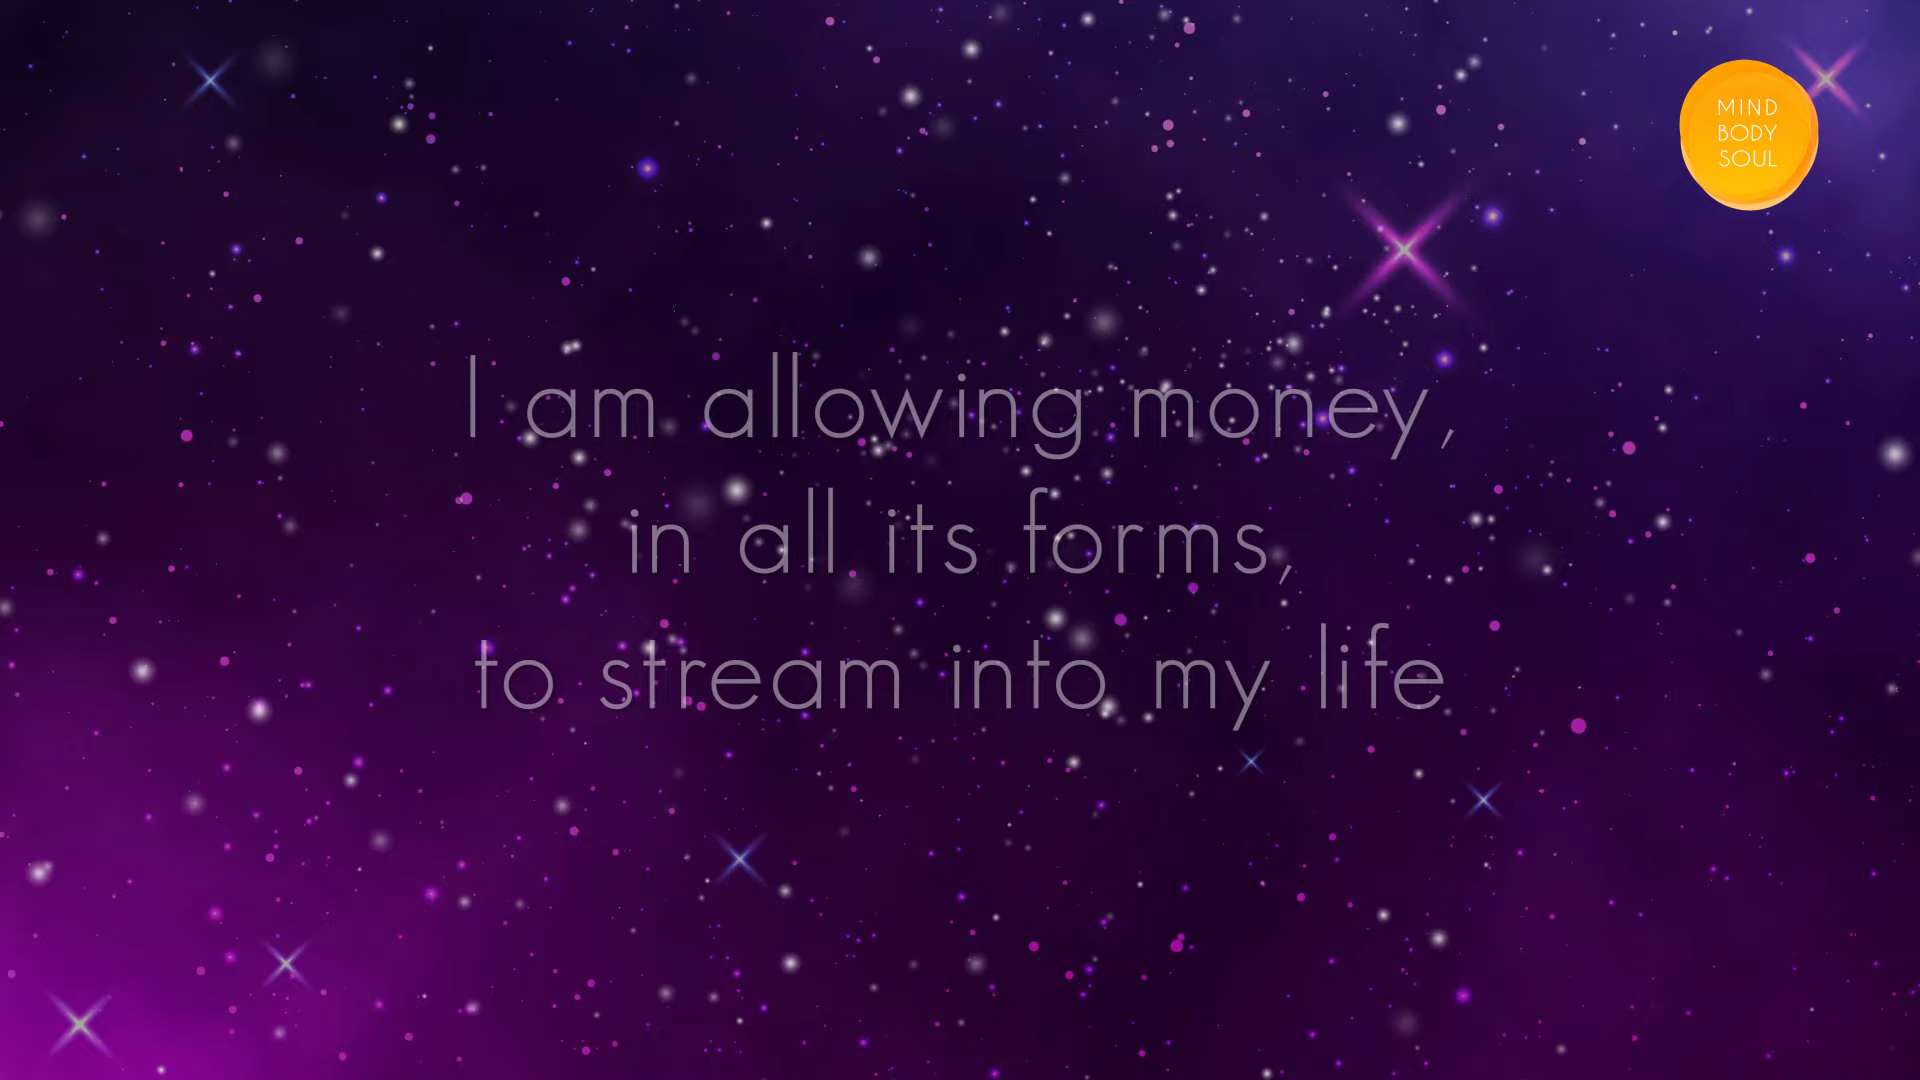 MIND
BODY
SOUL
I am allowing money,
in all its forms,
to stream into my life